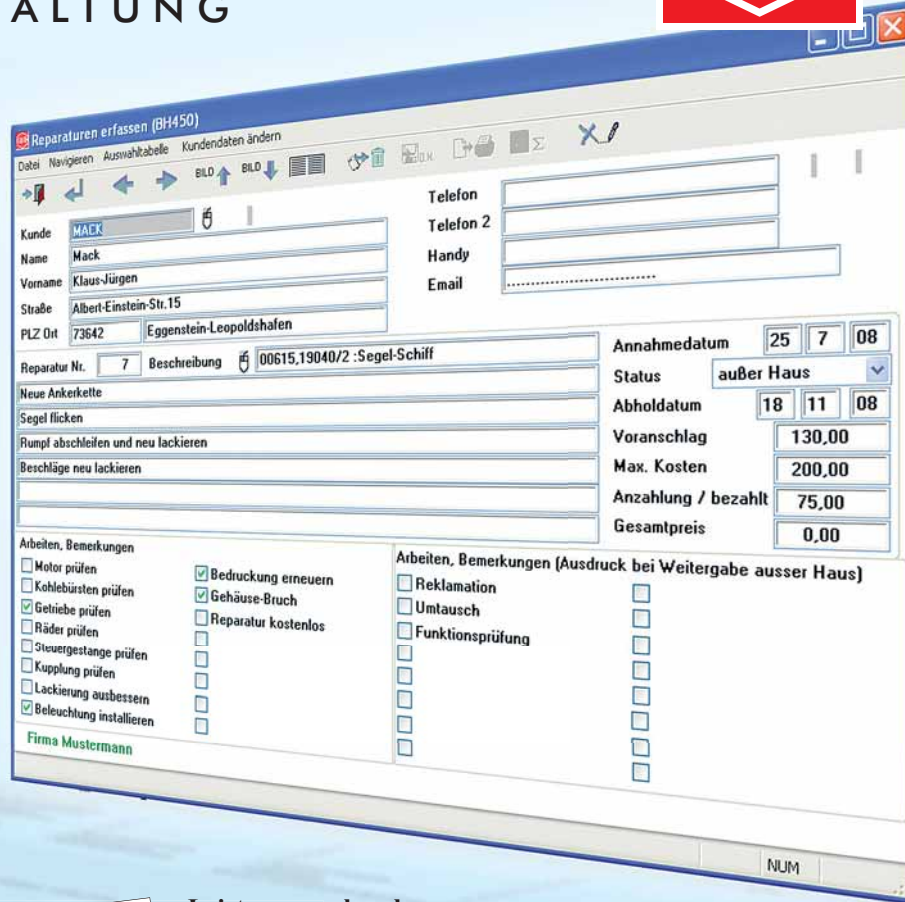 ALTUNG
Reparaturen erfassen (BH450)
Datei Navigieren Auswahltabelle Kundendaten ändern
BILD BILD Σ
Kunde MACK
Name Mack
Vorname Klaus-Jürgen
Straße Albert-Einstein-Str.15
PLZ Ort 73642 Eggenstein-Leopoldshafen
Telefon
Telefon 2
Handy
Email
Reparatur Nr. 7 Beschreibung 00615,19040/2 :Segel-Schiff
Neue Ankerkette
Segel flicken
Rumpf abschleifen und neu lackieren
Beschläge neu lackieren
Annahmedatum 25 7 08
Status außer Haus
Abholdatum 18 11 08
Voranschlag 130,00
Max. Kosten 200,00
Anzahlung / bezahlt 75,00
Gesamtpreis 0,00
Arbeiten, Bemerkungen
Motor prüfen
Kohlebürsten prüfen
Getriebe prüfen
Räder prüfen
Steuergestange prüfen
Kupplung prüfen
Lackierung ausbessern
Beleuchtung installieren
Bedruckung erneuern
Gehäuse-Bruch
Reparatur kostenlos
Arbeiten, Bemerkungen (Ausdruck bei Weitergabe ausser Haus)
Reklamation
Umtausch
Funktionsprüfung
Firma Mustermann
NUM